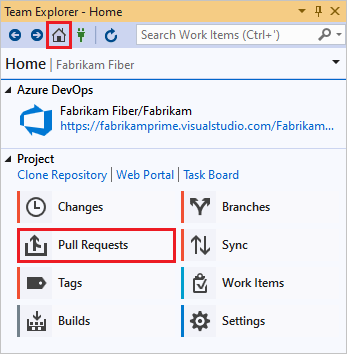 Team Explorer - Home
Search Work Items (Ctrl+')
Home | Fabrikam Fiber
Azure DevOps
Fabrikam Fiber/Fabrikam
https://fabrikamprime.visualstudio.com/Fabrikam...
Project
Clone Repository | Web Portal | Task Board
Changes
Branches
Pull Requests
Sync
Tags
Work Items
Builds
Settings